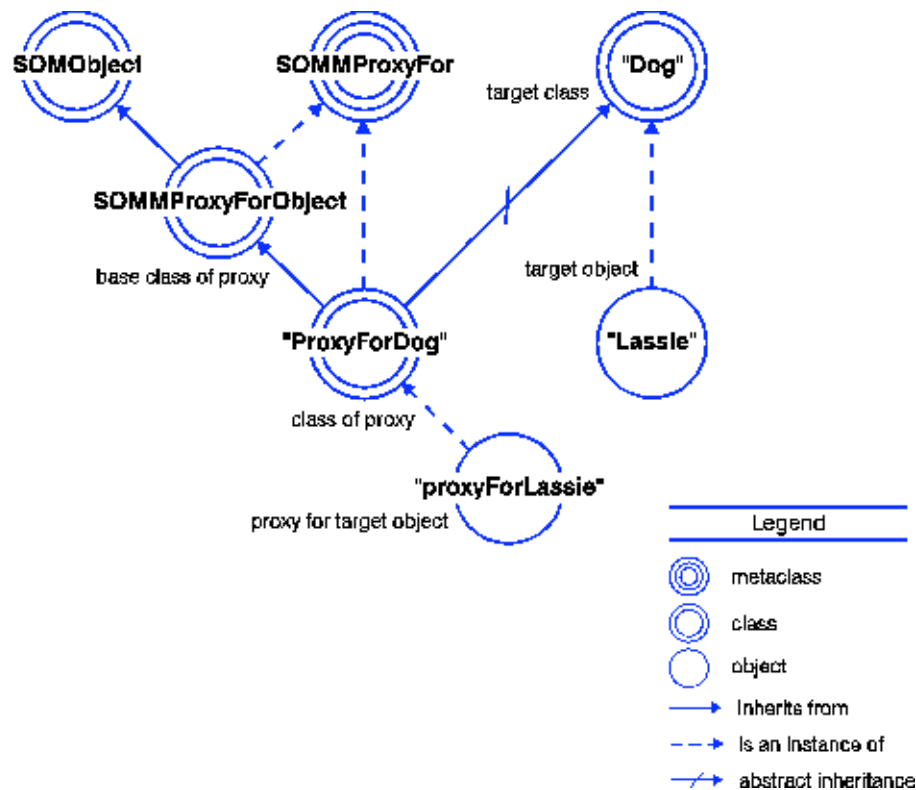 SOMObject
SOMMProxyFor
"Dog"
target class
SOMMProxyForObject
base class of proxy
target object
"ProxyForDog"
"Lassie"
class of proxy
"proxyForLassie"
proxy for target object
Legend
metaclass
class
object
Inherits from
Is an Instance of
abstract inheritance